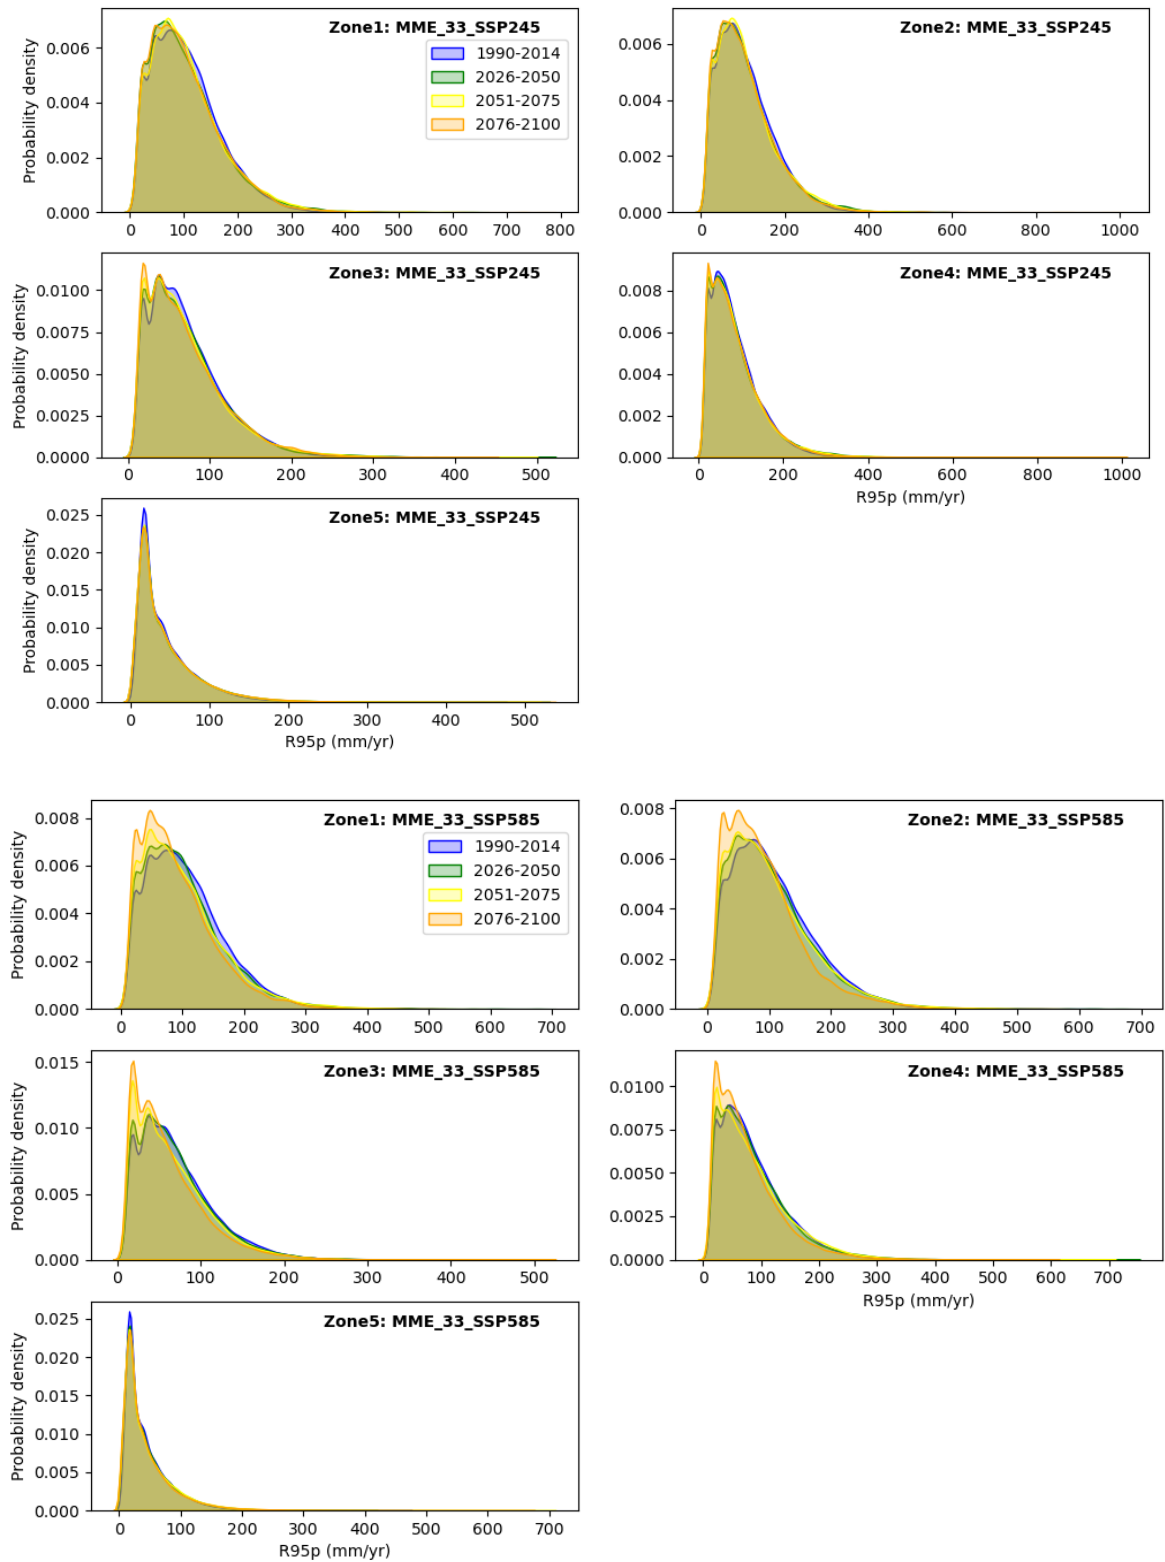 Zone1: MME_33_SSP245
1990-2014
2026-2050
2051-2075
2076-2100
Probability density
0.006
0.004
0.002
0.000
0 100 200 300 400 500 600 700 800
Zone2: MME_33_SSP245
0.006
0.004
0.002
0.000
0 200 400 600 800 1000
Zone3: MME_33_SSP245
Probability density
0.0100
0.0075
0.0050
0.0025
0.0000
0 100 200 300 400 500
Zone4: MME_33_SSP245
0.008
0.006
0.004
0.002
0.000
0 200 400 600 800 1000
R95p (mm/yr)
Zone5: MME_33_SSP245
Probability density
0.025
0.020
0.015
0.010
0.005
0.000
0 100 200 300 400 500
R95p (mm/yr)
Zone1: MME_33_SSP585
1990-2014
2026-2050
2051-2075
2076-2100
Probability density
0.008
0.006
0.004
0.002
0.000
0 100 200 300 400 500 600 700
Zone2: MME_33_SSP585
0.008
0.006
0.004
0.002
0.000
0 100 200 300 400 500 600 700
Zone3: MME_33_SSP585
Probability density
0.015
0.010
0.005
0.000
0 100 200 300 400 500
Zone4: MME_33_SSP585
0.0100
0.0075
0.0050
0.0025
0.0000
0 100 200 300 400 500 600 700
R95p (mm/yr)
Zone5: MME_33_SSP585
Probability density
0.025
0.020
0.015
0.010
0.005
0.000
0 100 200 300 400 500 600 700
R95p (mm/yr)